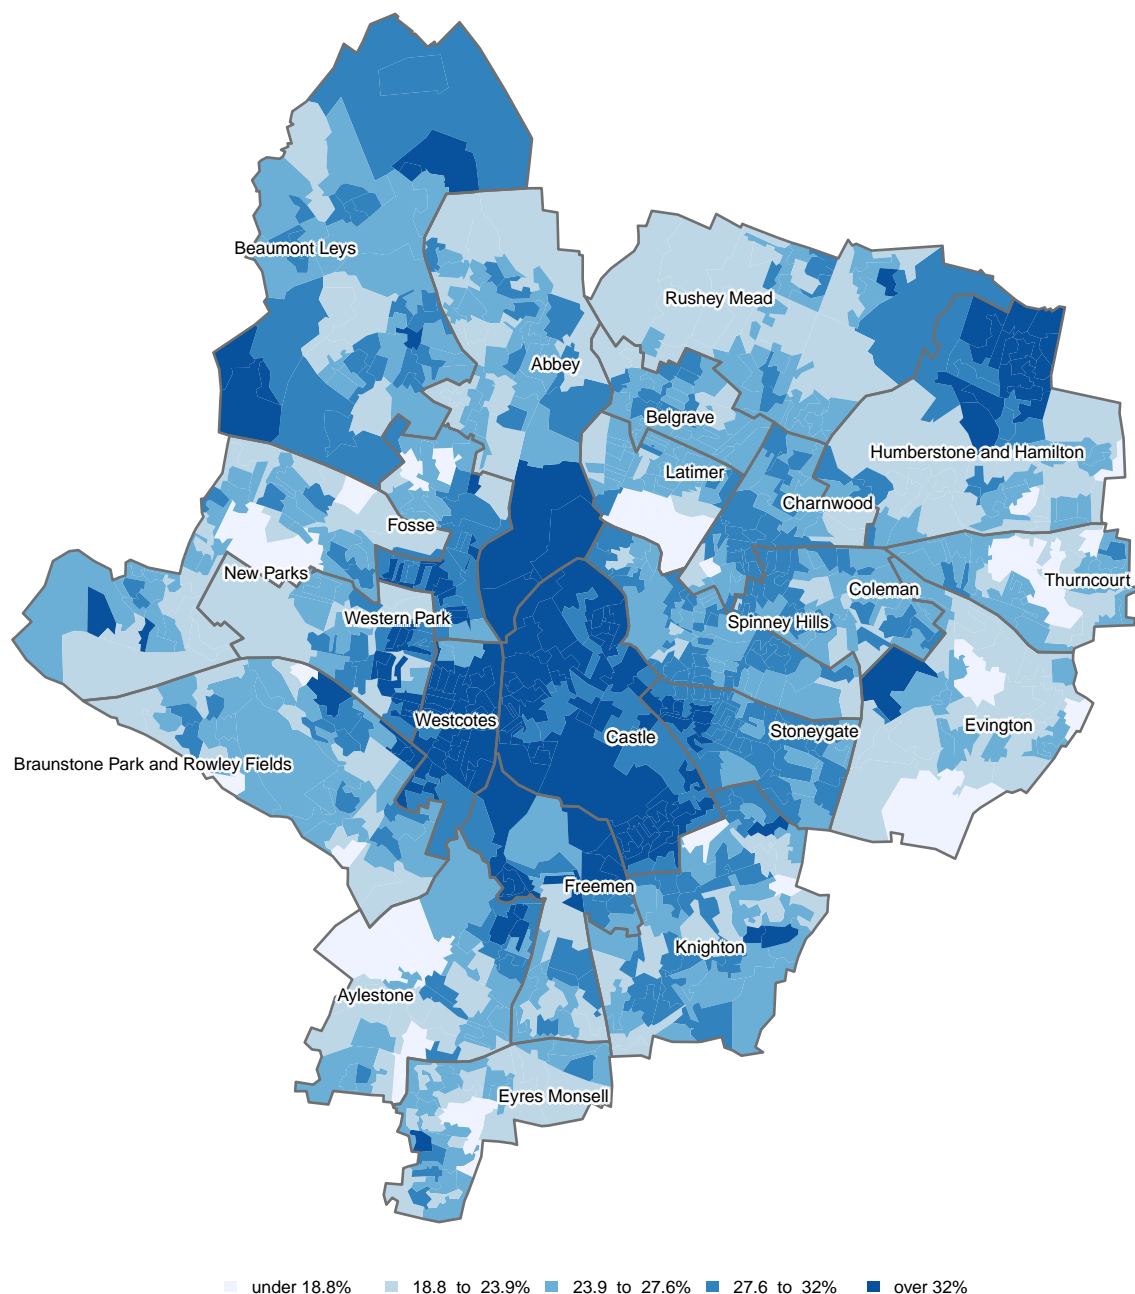 Beaumont Leys
Rushey Mead
Abbey
Belgrave
Humberstone and Hamilton
Latimer
Charnwood
Fosse
New Parks
Thurncourt
Coleman
Western Park
Spinney Hills
Westcotes
Evington
Stoneygate
Castle
Braunstone Park and Rowley Fields
Freemen
Knighton
Aylestone
Eyres Monsell
under 18.8% 18.8 to 23.9% 23.9 to 27.6% 27.6 to 32% over 32%